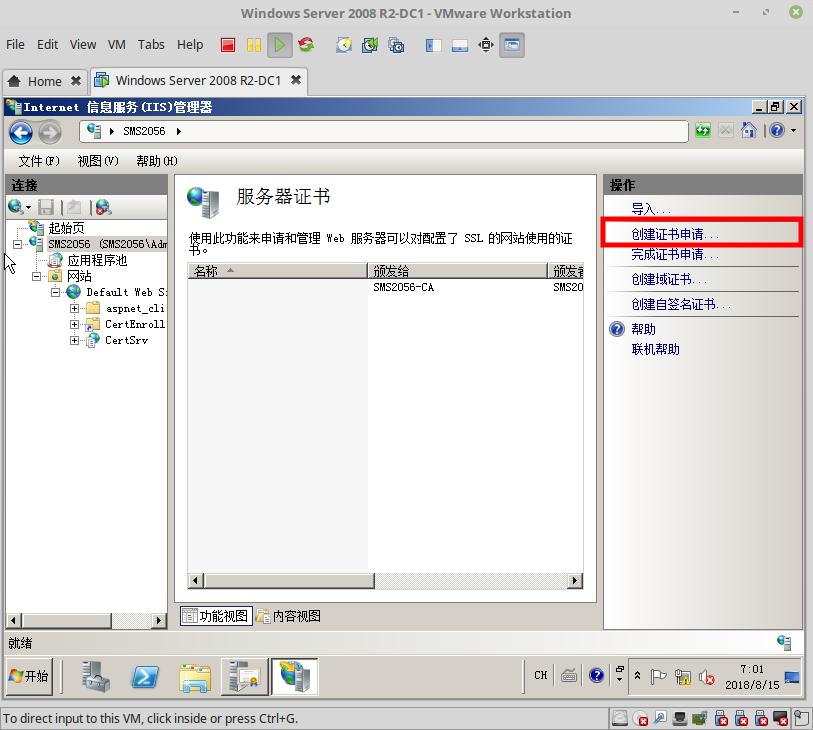 Windows Server 2008 R2-DC1 - VMware Workstation
File Edit View VM Tabs Help
Home
Windows Server 2008 R2-DC1
Internet 信息服务(IIS)管理器
SMS2056
文件(F) 视图(V) 帮助(H)
连接
起始页
SMS2056 (SMS2056\Adm
应用程序池
网站
Default Web Si
aspnet_cli
CertEnroll
CertSrv
服务器证书
使用此功能来申请和管理 Web 服务器可以对配置了 SSL 的网站使用的证
书。
名称 颁发给 颁发者
SMS2056-CA SMS20
功能视图 内容视图
操作
导入...
创建证书申请...
完成证书申请...
创建域证书...
创建自签名证书...
帮助
联机帮助
就绪
开始
CH
7:01
2018/8/15
To direct input to this VM, click inside or press Ctrl+G.